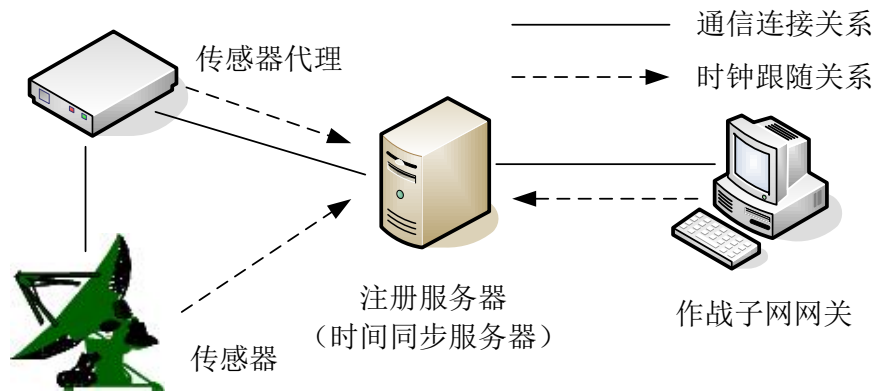 通信连接关系
传感器代理
时钟跟随关系
注册服务器
（时间同步服务器）
作战子网网关
传感器